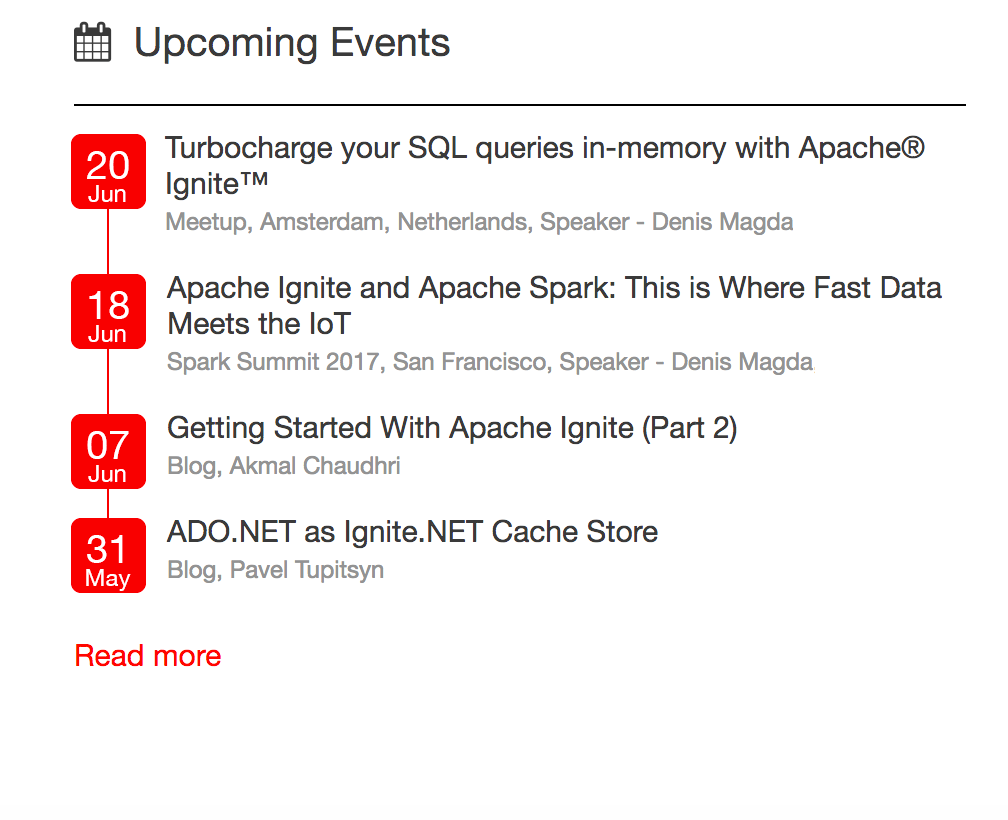 Upcoming Events
20
Jun
Turbocharge your SQL queries in-memory with Apache®
Ignite™
Meetup, Amsterdam, Netherlands, Speaker - Denis Magda
18
Jun
Apache Ignite and Apache Spark: This is Where Fast Data
Meets the IoT
Spark Summit 2017, San Francisco, Speaker - Denis Magda
07
Jun
Getting Started With Apache Ignite (Part 2)
Blog, Akmal Chaudhri
31
May
ADO.NET as Ignite.NET Cache Store
Blog, Pavel Tupitsyn
Read more